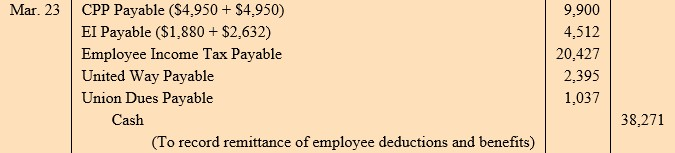 Mar. 23 CPP Payable ($4,950 + $4,950) 9,900
EI Payable ($1,880 + $2,632) 4,512
Employee Income Tax Payable 20,427
United Way Payable 2,395
Union Dues Payable 1,037
Cash 38,271
(To record remittance of employee deductions and benefits)